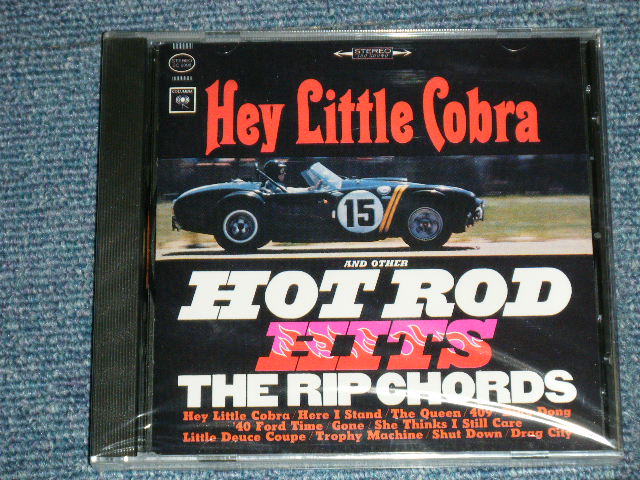 STEREO
COLUMBIA
STEREO
Hey Little Cobra
15
AND OTHER
HOT ROD
HITS
THE RIP CHORDS
Hey Little Cobra / Here I Stand / The Queen / 409 / Ding Dong
'40 Ford Time / Gone / She Thinks I Still Care
Little Deuce Coupe / Trophy Machine / Shut Down / Drag City